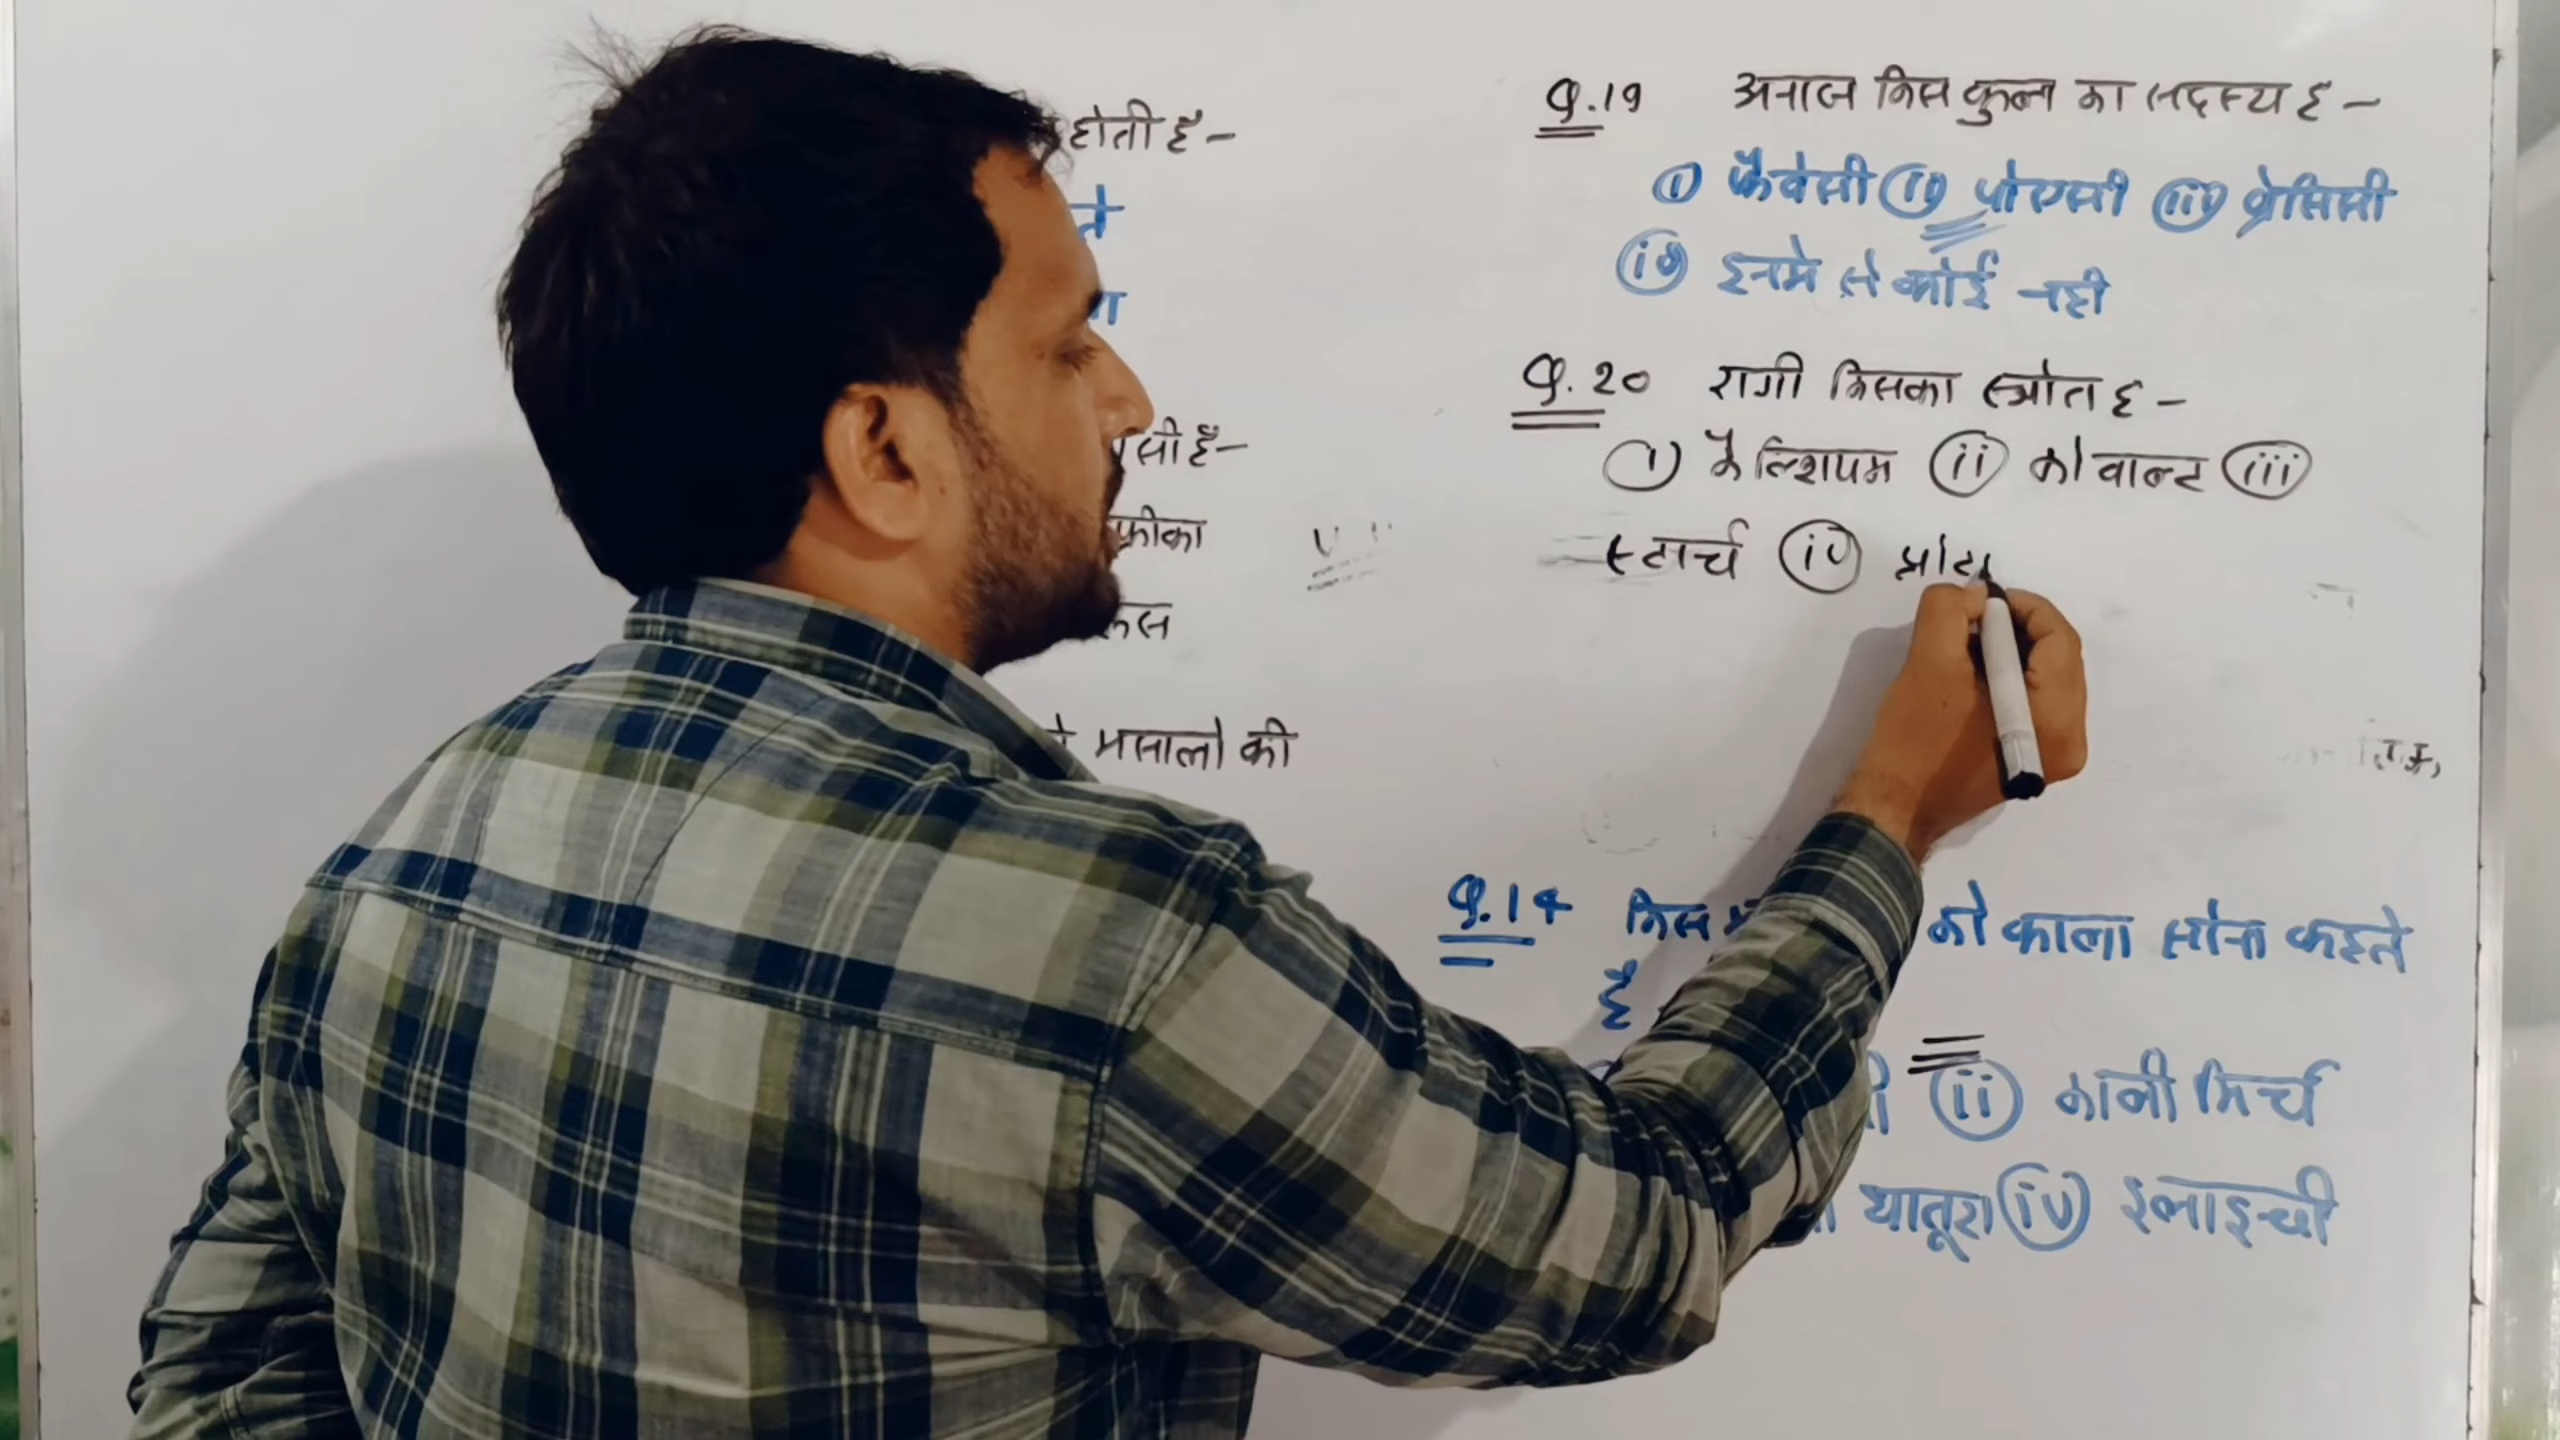 होती है-
ते
सी है-
फ्रीका
मसालो की
Q.19 अनाज किस कुल का सदस्य है -
(i) फैबेसी (ii) पोएसी (iii) ब्रेसिसी
(iv) इनमे से कोई नही
Q.20 रागी किसका स्त्रोत है -
(i) कैल्शियम (ii) कोबाल्ट (iii)
स्टार्च (iv) प्रोट
Q.14 किस को काला सोना कहते
है
(ii) काली मिर्च
धातूरा (iv) इलाइची